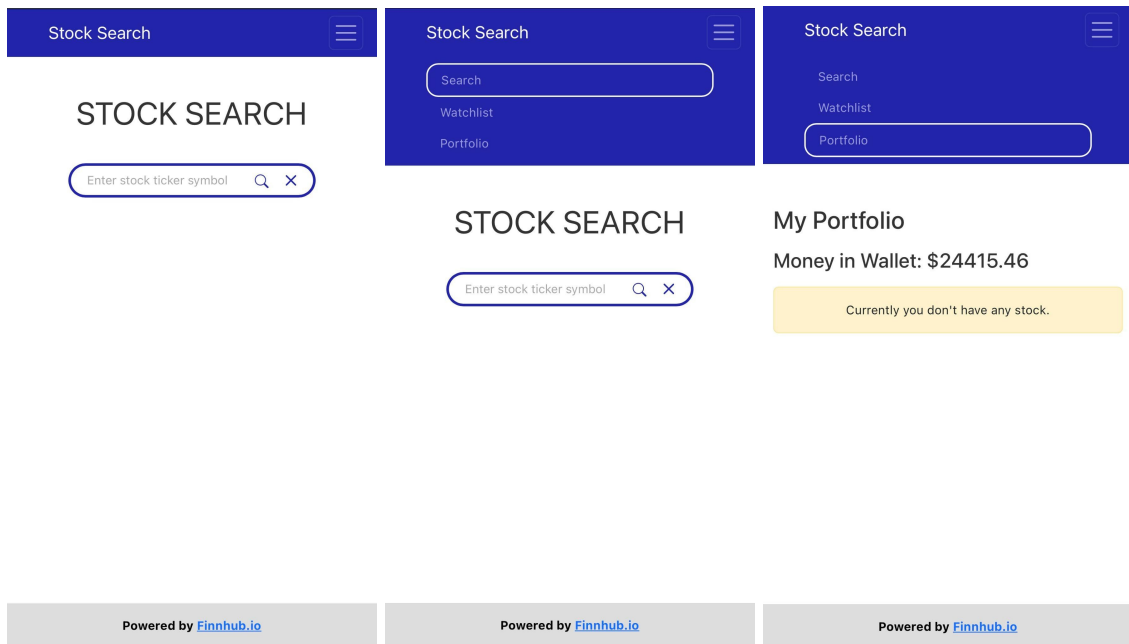 Stock Search
STOCK SEARCH
Enter stock ticker symbol
Powered by Finnhub.io
Stock Search
Search
Watchlist
Portfolio
STOCK SEARCH
Enter stock ticker symbol
Powered by Finnhub.io
Stock Search
Search
Watchlist
Portfolio
My Portfolio
Money in Wallet: $24415.46
Currently you don't have any stock.
Powered by Finnhub.io